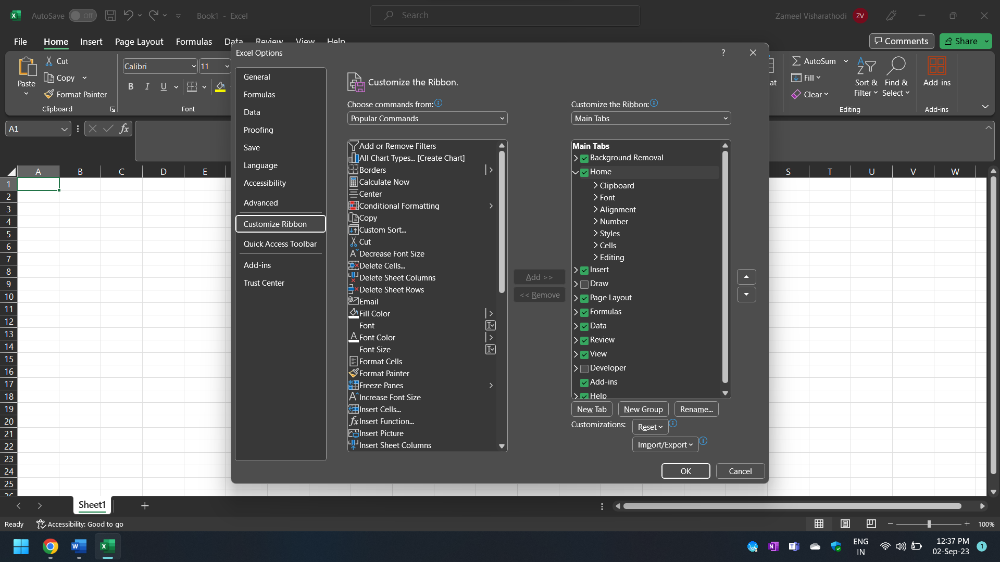 AutoSave Off Book1 - Excel Search Zameel Visharathodi ZV
File Home Insert Page Layout Formulas Data Review View Help Comments Share
Paste
Cut
Copy
Format Painter
Clipboard
Calibri 11
B I U
Font
AutoSum
Fill
Clear
Sort & Filter
Find & Select
Editing
Add-ins
Add-ins
A1
fx
A B C D E S T U V W
1
2
3
4
5
6
7
8
9
10
11
12
13
14
15
16
17
18
19
20
21
22
23
24
25
Excel Options ?
General
Formulas
Data
Proofing
Save
Language
Accessibility
Advanced
Customize Ribbon
Quick Access Toolbar
Add-ins
Trust Center
Customize the Ribbon.
Choose commands from:
Popular Commands
Add or Remove Filters
All Chart Types... [Create Chart]
Borders
Calculate Now
Center
Conditional Formatting
Copy
Custom Sort...
Cut
Decrease Font Size
Delete Cells...
Delete Sheet Columns
Delete Sheet Rows
Email
Fill Color
Font
Font Color
Font Size
Format Cells
Format Painter
Freeze Panes
Increase Font Size
Insert Cells...
Insert Function...
Insert Picture
Insert Sheet Columns
Add >>
<< Remove
Customize the Ribbon:
Main Tabs
Main Tabs
Background Removal
Home
Clipboard
Font
Alignment
Number
Styles
Cells
Editing
Insert
Draw
Page Layout
Formulas
Data
Review
View
Developer
Add-ins
Help
New Tab New Group Rename...
Customizations: Reset
Import/Export
OK Cancel
Sheet1
Ready Accessibility: Good to go 100%
ENG
IN
12:37 PM
02-Sep-23
1